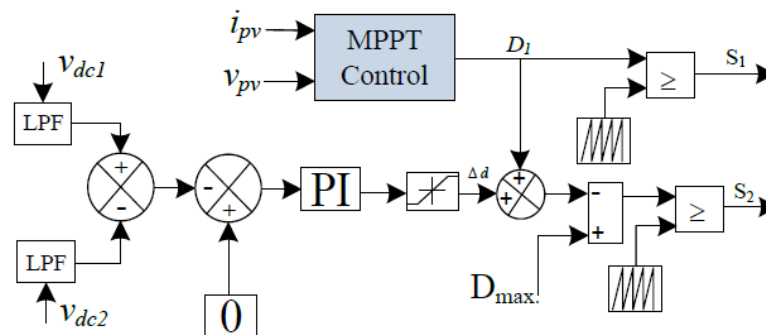 i_pv
v_pv
MPPT
Control
D_1
≥
S_1
v_dc1
LPF
+
-
-
+
PI
Δd
+
+
-
+
≥
S_2
LPF
v_dc2
0
D_max.